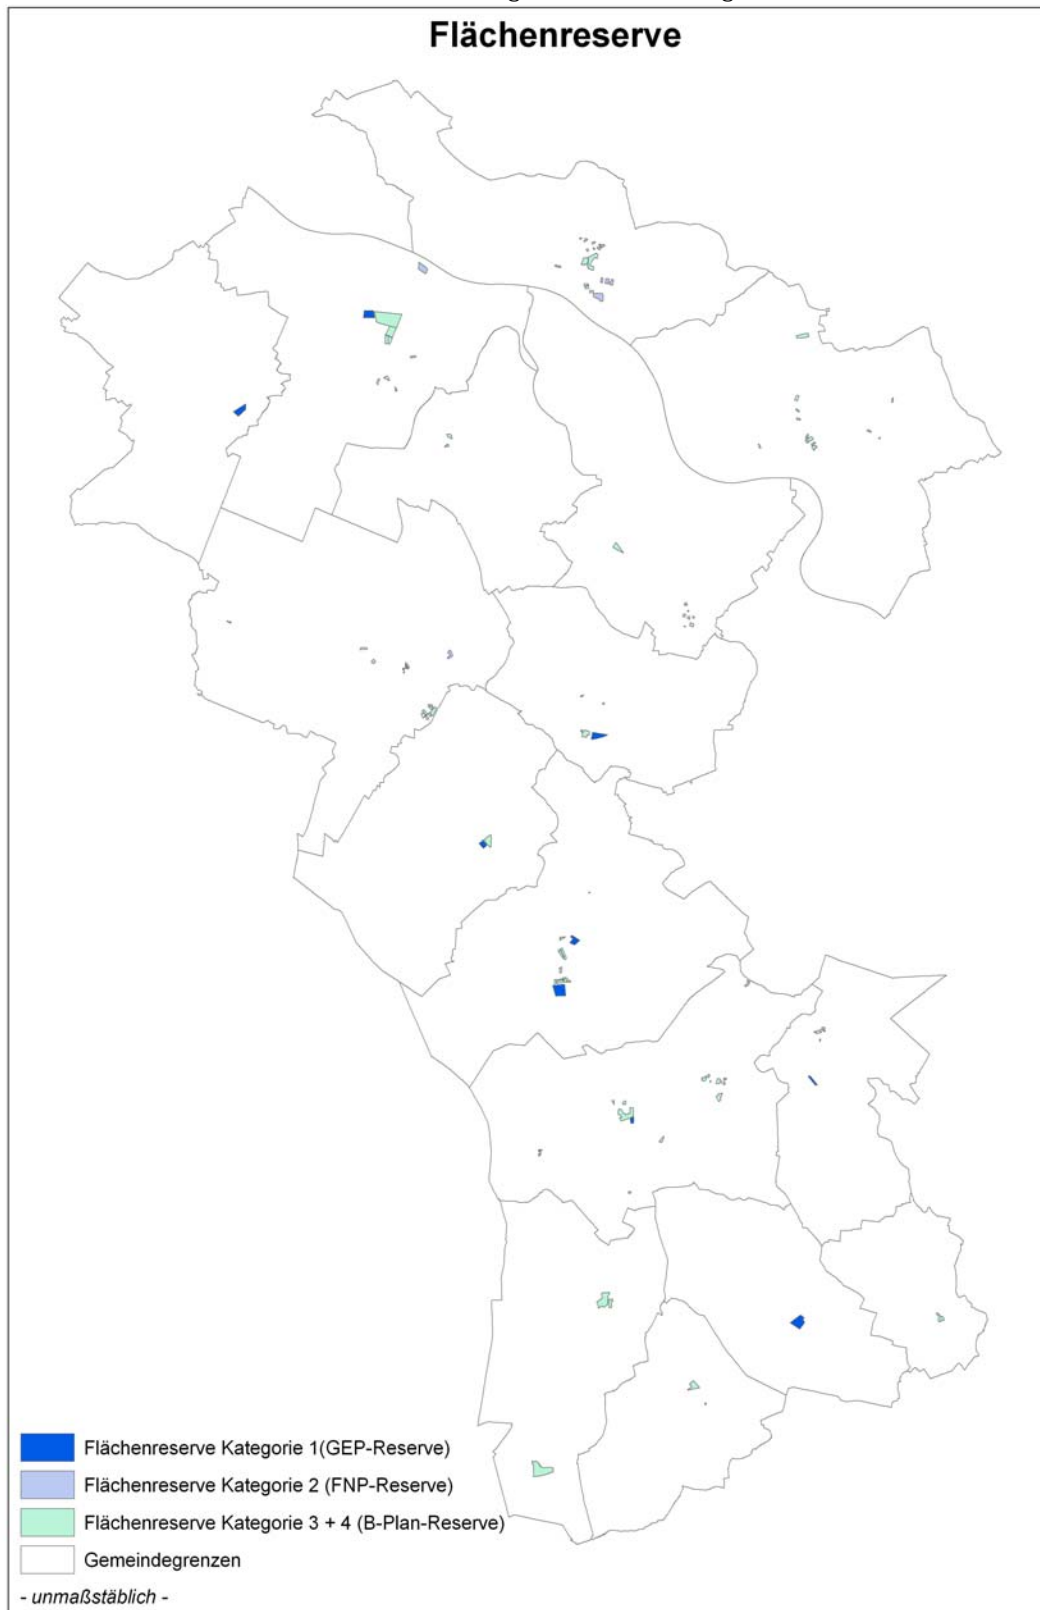 Flächenreserve
Flächenreserve Kategorie 1(GEP-Reserve)
Flächenreserve Kategorie 2 (FNP-Reserve)
Flächenreserve Kategorie 3 + 4 (B-Plan-Reserve)
Gemeindegrenzen
- unmaßstäblich -